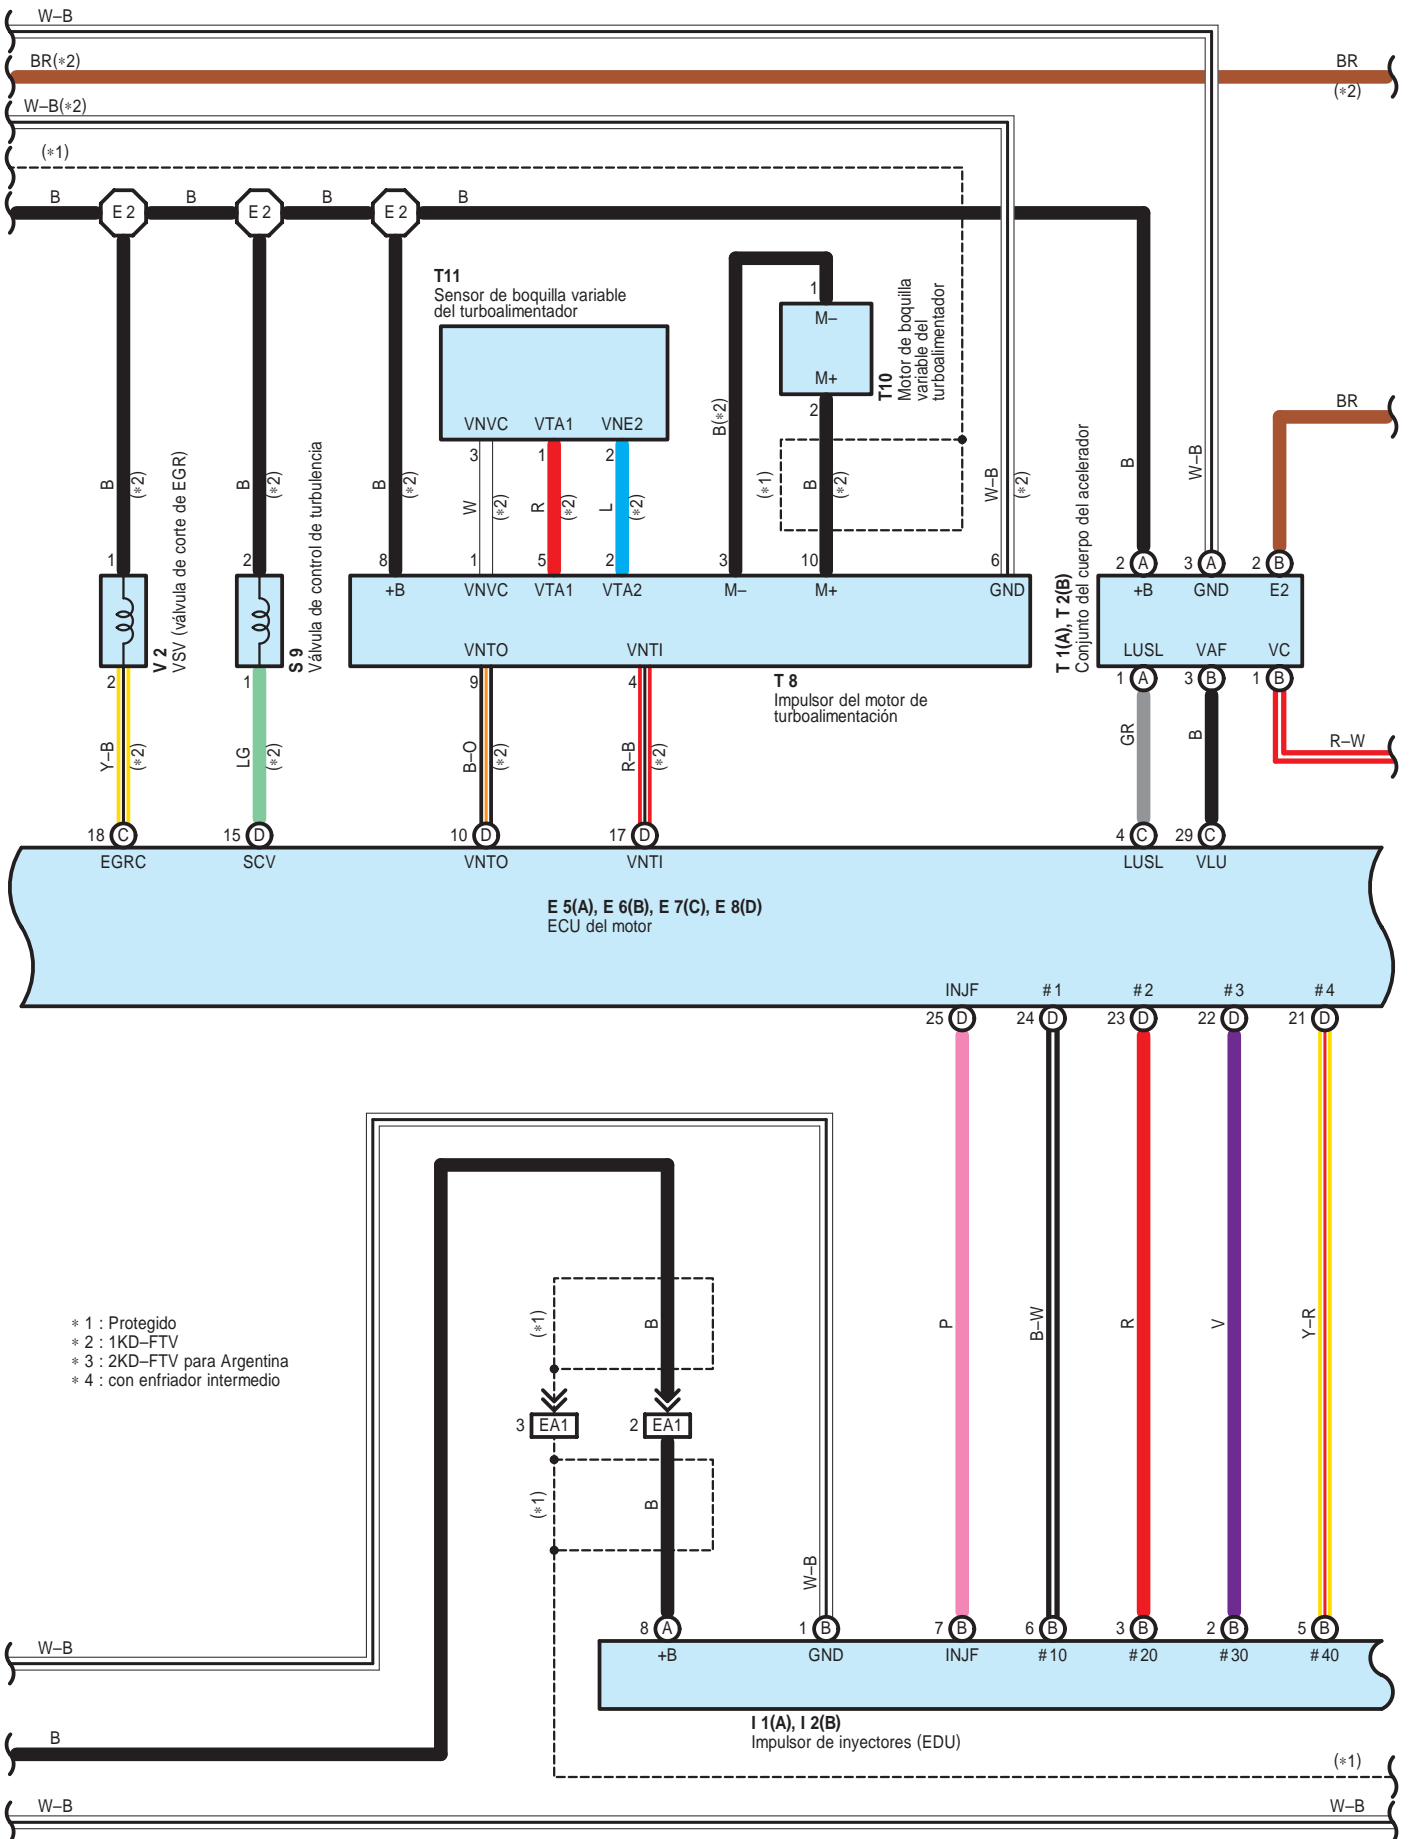 W–B
BR(∗2)
BR
(∗2)
W–B(∗2)
(∗1)
B
B
B
B
E 2
E 2
E 2
T11
Sensor de boquilla variable
del turboalimentador
VNVC
VTA1
VNE2
3
1
2
1
M–
M+
2
T10
Motor de boquilla
variable del
turboalimentador
BR
B
(∗2)
B
(∗2)
B
(∗2)
W
(∗2)
R
(∗2)
L
(∗2)
B(∗2)
(∗1)
B
(∗2)
W–B
(∗2)
B
W–B
1
2
8
1
5
2
3
10
6
2
A
3
A
2
B
V 2
VSV (válvula de corte de EGR)
S 9
Válvula de control de turbulencia
+B
VNVC
VTA1
VTA2
M–
M+
GND
VNTO
VNTI
T 1(A), T 2(B)
Conjunto del cuerpo del acelerador
+B
GND
E2
LUSL
VAF
VC
2
1
9
4
T 8
Impulsor del motor de
turboalimentación
1
A
3
B
1
B
Y–B
(∗2)
LG
(∗2)
B–O
(∗2)
R–B
(∗2)
GR
B
R–W
18
C
15
D
10
D
17
D
4
C
29
C
EGRC
SCV
VNTO
VNTI
LUSL
VLU
E 5(A), E 6(B), E 7(C), E 8(D)
ECU del motor
INJF
#1
#2
#3
#4
25
D
24
D
23
D
22
D
21
D
∗ 1 : Protegido
∗ 2 : 1KD–FTV
∗ 3 : 2KD–FTV para Argentina
∗ 4 : con enfriador intermedio
(∗1)
B
P
B–W
R
V
Y–R
3
EA1
2
EA1
(∗1)
B
W–B
8
A
1
B
7
B
6
B
3
B
2
B
5
B
W–B
+B
GND
INJF
#10
#20
#30
#40
I 1(A), I 2(B)
Impulsor de inyectores (EDU)
B
(∗1)
W–B
W–B